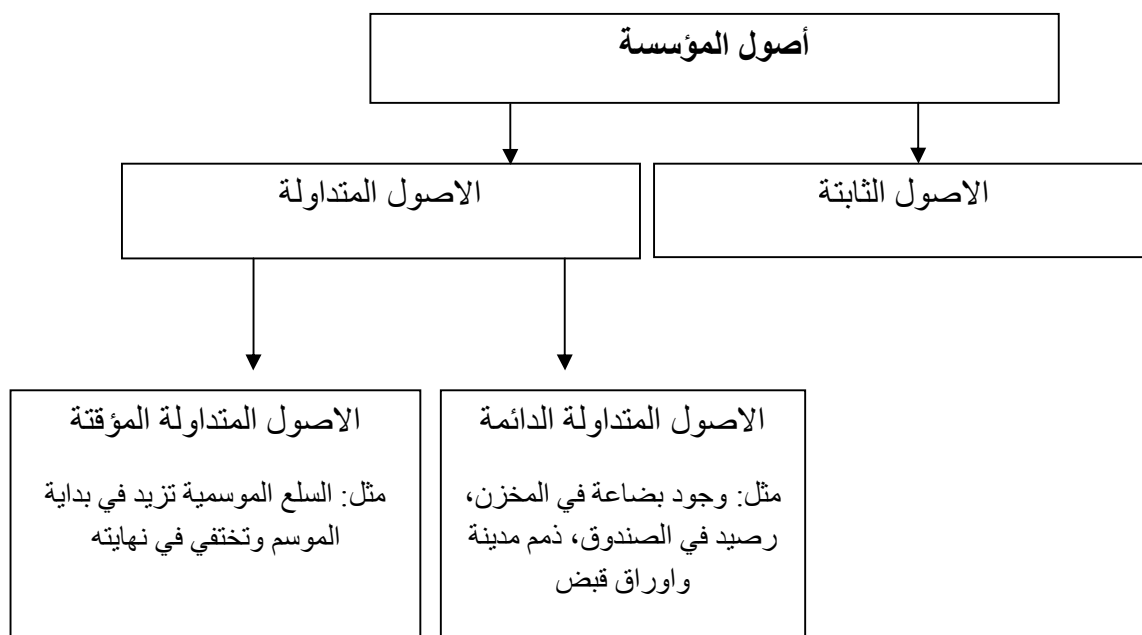 أصول المؤسسة
الاصول الثابتة
الاصول المتداولة
الاصول المتداولة الدائمة
مثل: وجود بضاعة في المخزن،
رصيد في الصندوق، ذمم مدينة
واوراق قبض
الاصول المتداولة المؤقتة
مثل: السلع الموسمية تزيد في بداية
الموسم وتختفي في نهايته